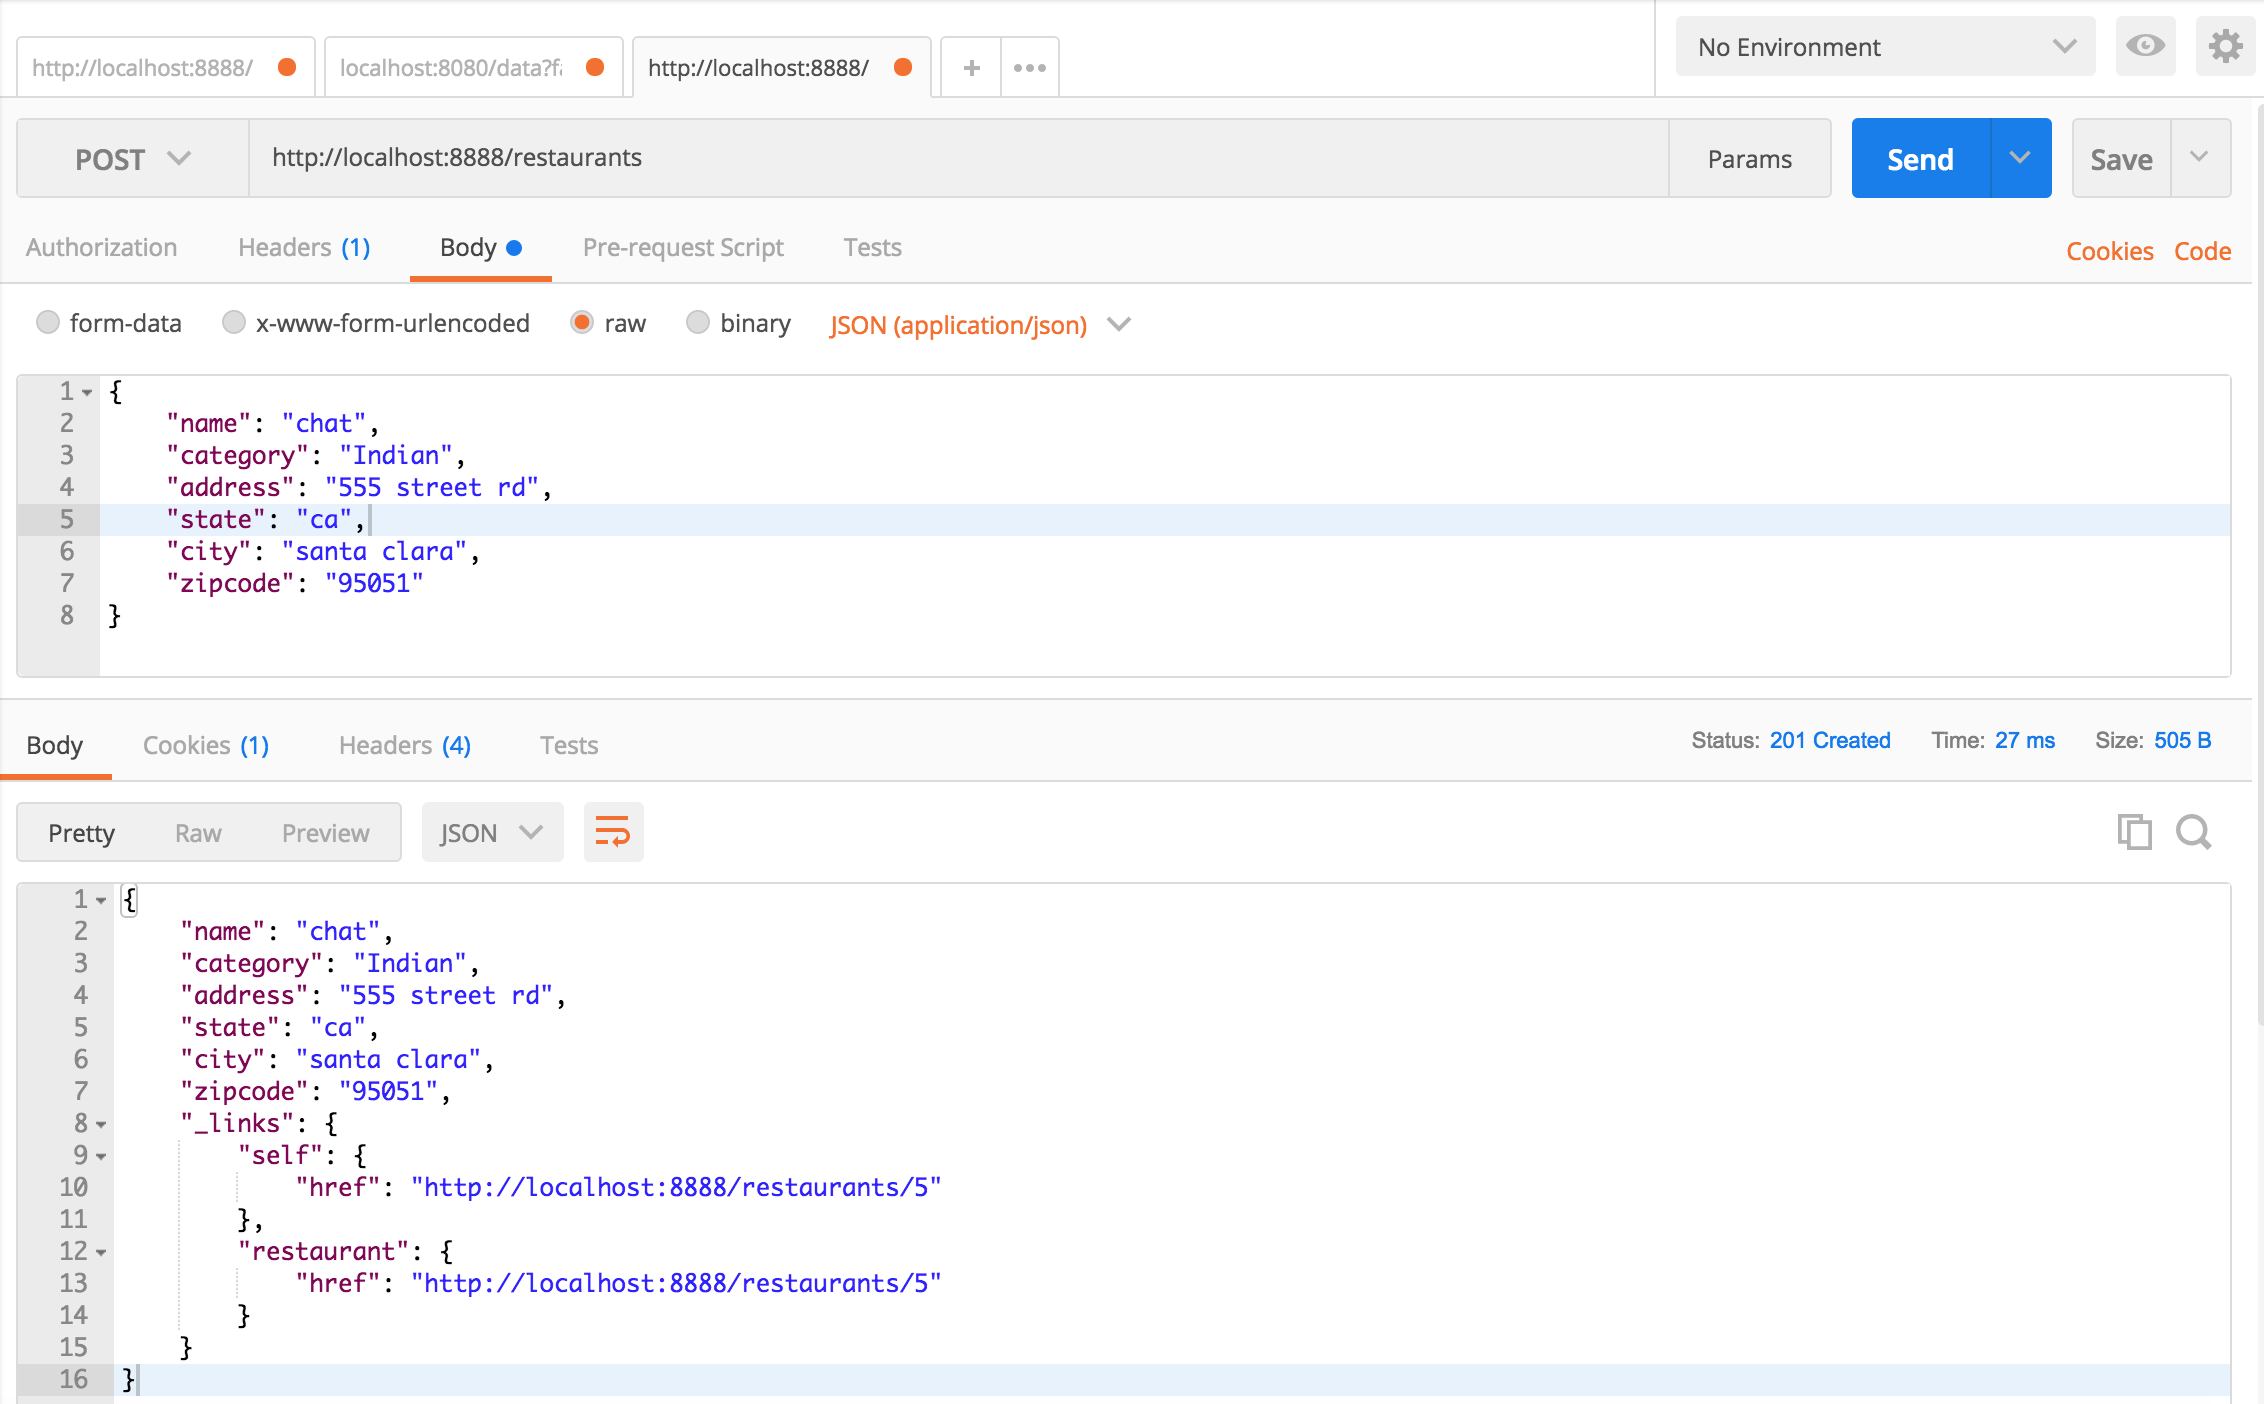 http://localhost:8888/ localhost:8080/data?fa http://localhost:8888/ + ••• No Environment
POST http://localhost:8888/restaurants Params Send Save
Authorization Headers (1) Body Pre-request Script Tests Cookies Code
form-data x-www-form-urlencoded raw binary JSON (application/json)
1 {
2 "name": "chat",
3 "category": "Indian",
4 "address": "555 street rd",
5 "state": "ca",
6 "city": "santa clara",
7 "zipcode": "95051"
8 }
Body Cookies (1) Headers (4) Tests Status: 201 Created Time: 27 ms Size: 505 B
Pretty Raw Preview JSON
1 {
2 "name": "chat",
3 "category": "Indian",
4 "address": "555 street rd",
5 "state": "ca",
6 "city": "santa clara",
7 "zipcode": "95051",
8 "_links": {
9 "self": {
10 "href": "http://localhost:8888/restaurants/5"
11 },
12 "restaurant": {
13 "href": "http://localhost:8888/restaurants/5"
14 }
15 }
16 }